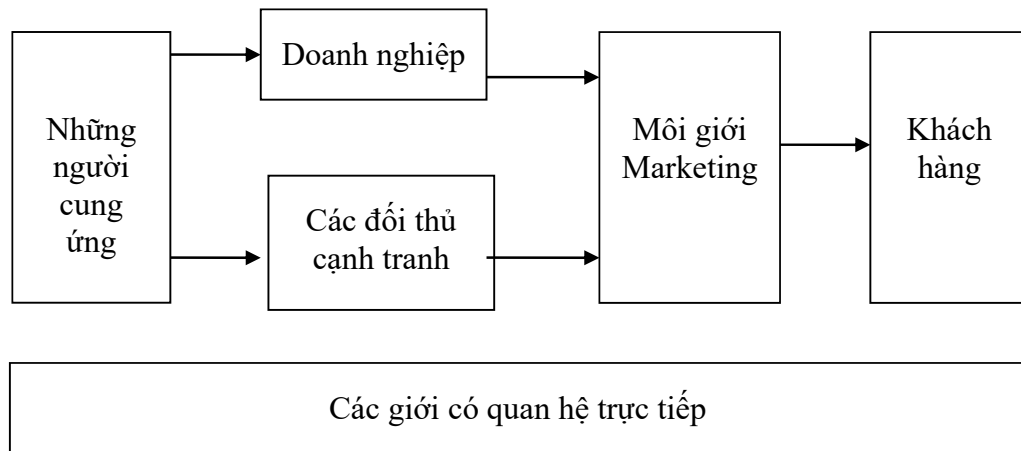 Những
người
cung
ứng
Doanh nghiệp
Các đối thủ
cạnh tranh
Môi giới
Marketing
Khách
hàng
Các giới có quan hệ trực tiếp